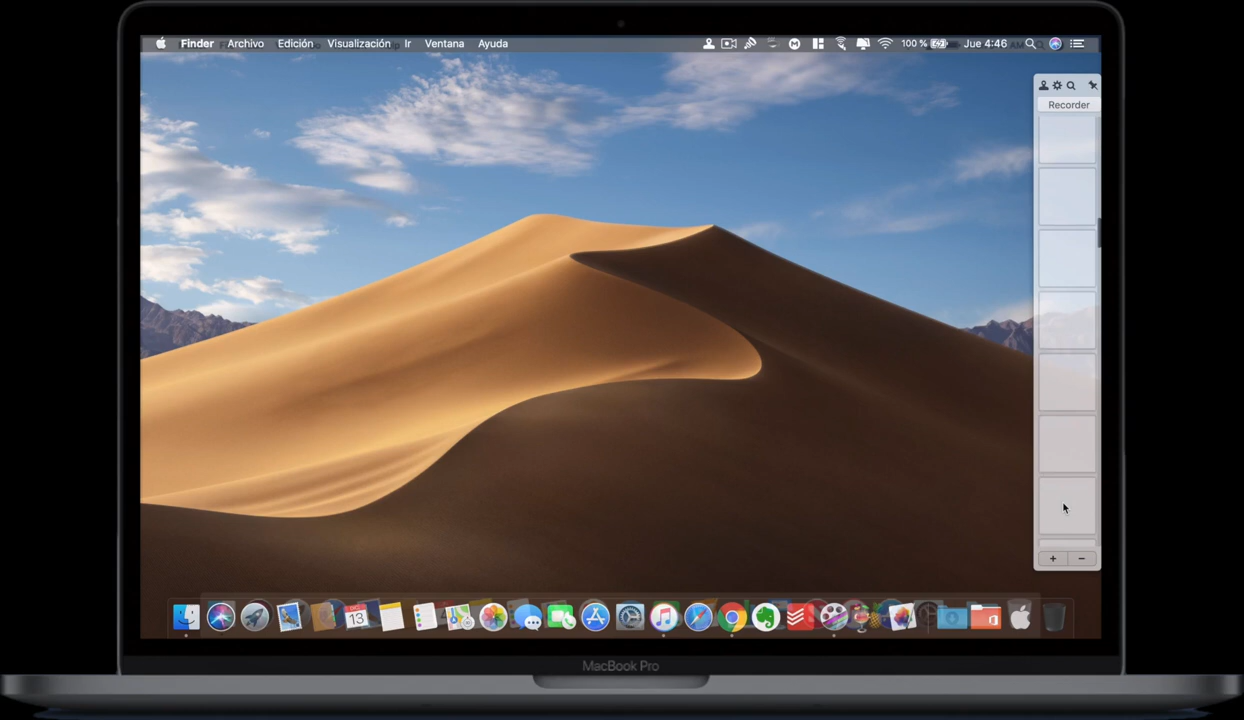 Finder Archivo Edición Visualización Ir Ventana Ayuda 100 % Jue 4:46
Recorder
+ −
13
MacBook Pro